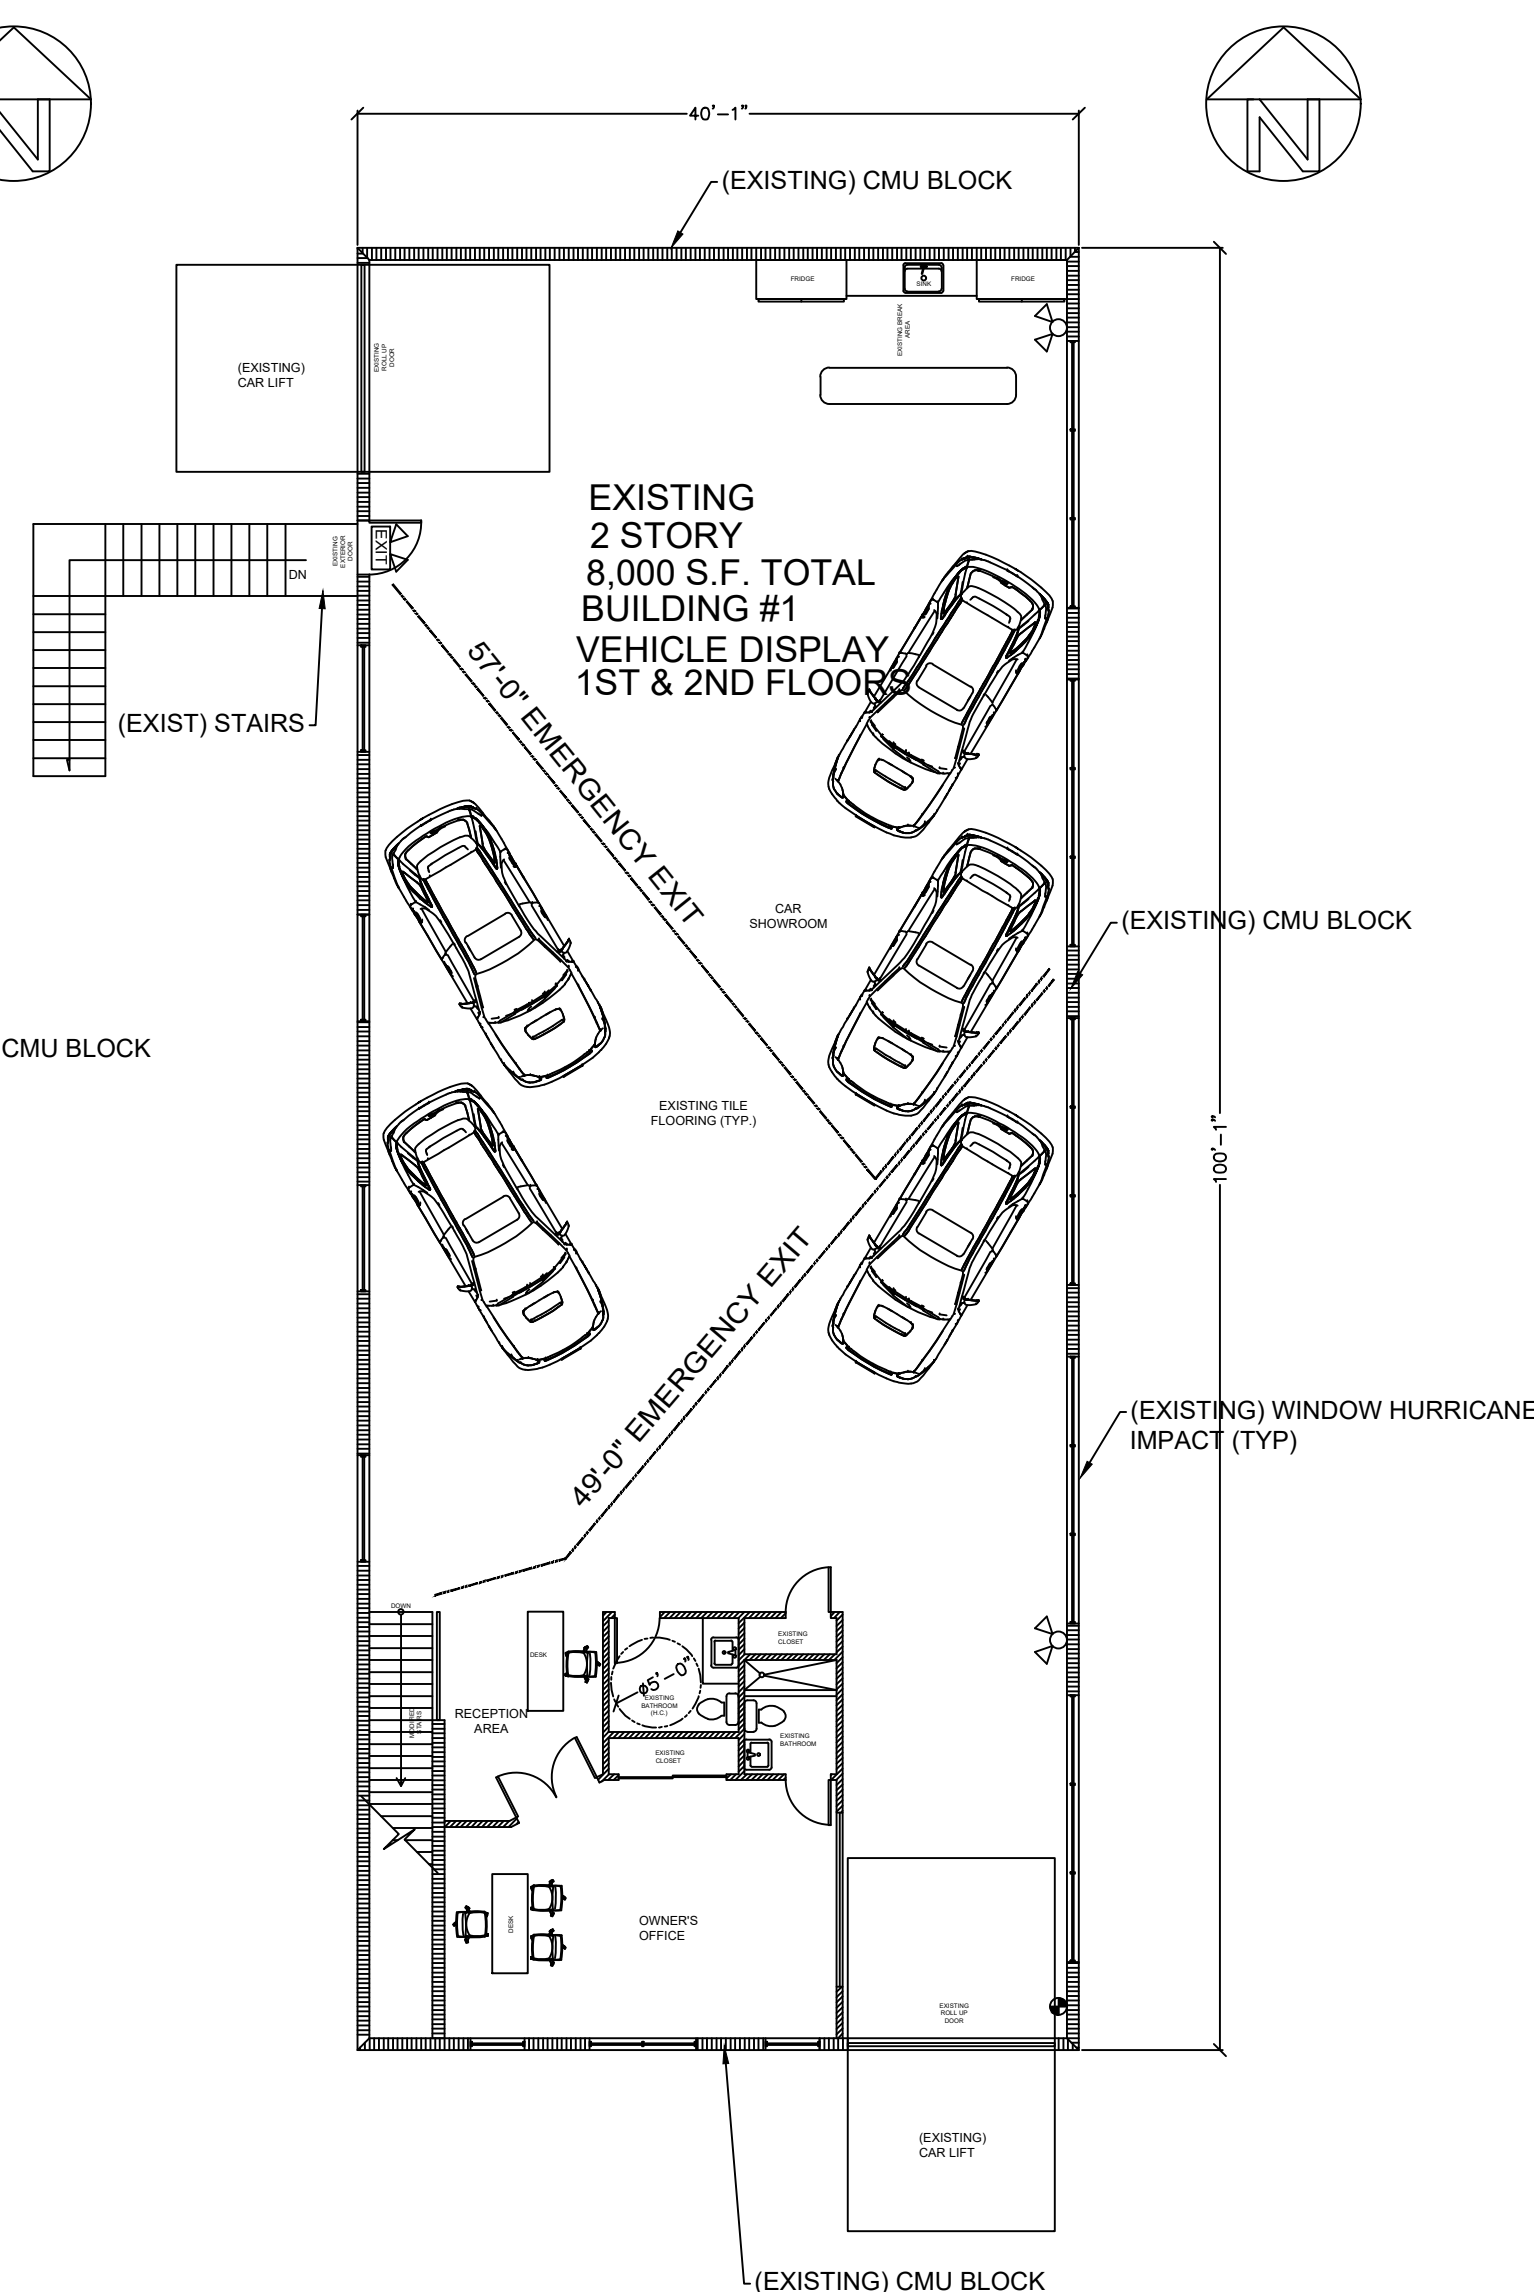 N
N
40'-1"
(EXISTING) CMU BLOCK
FRIDGE
SINK
FRIDGE
EXISTING BREAK
AREA
(EXISTING)
CAR LIFT
EXISTING
ROLL UP
DOOR
EXISTING
2 STORY
8,000 S.F. TOTAL
BUILDING #1
VEHICLE DISPLAY
1ST & 2ND FLOORS
EXIT
EXISTING
EXTERIOR
DOOR
DN
(EXIST) STAIRS
57'-0" EMERGENCY EXIT
CAR
SHOWROOM
(EXISTING) CMU BLOCK
CMU BLOCK
EXISTING TILE
FLOORING (TYP.)
100'-1"
49'-0" EMERGENCY EXIT
(EXISTING) WINDOW HURRICANE
IMPACT (TYP)
DOWN
MODIFIED
STAIRS
DESK
RECEPTION
AREA
ø5'-0"
EXISTING
BATHROOM
(H.C.)
EXISTING
CLOSET
EXISTING
CLOSET
EXISTING
BATHROOM
DESK
OWNER'S
OFFICE
EXISTING
ROLL UP
DOOR
(EXISTING)
CAR LIFT
(EXISTING) CMU BLOCK